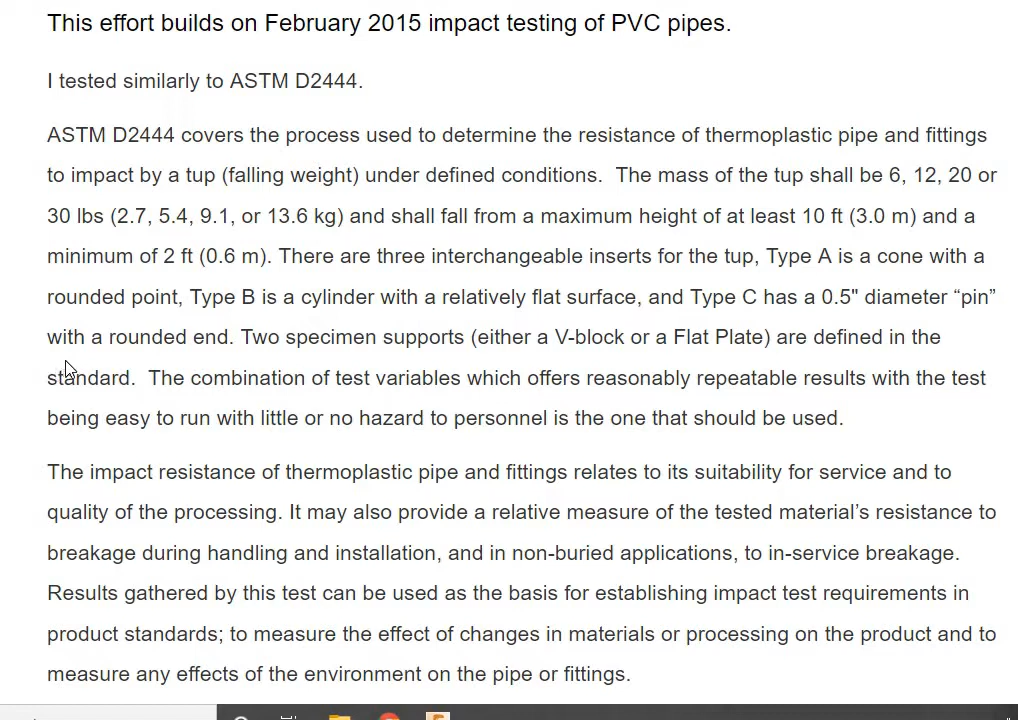 This effort builds on February 2015 impact testing of PVC pipes.
I tested similarly to ASTM D2444.
ASTM D2444 covers the process used to determine the resistance of thermoplastic pipe and fittings
to impact by a tup (falling weight) under defined conditions.  The mass of the tup shall be 6, 12, 20 or
30 lbs (2.7, 5.4, 9.1, or 13.6 kg) and shall fall from a maximum height of at least 10 ft (3.0 m) and a
minimum of 2 ft (0.6 m). There are three interchangeable inserts for the tup, Type A is a cone with a
rounded point, Type B is a cylinder with a relatively flat surface, and Type C has a 0.5" diameter “pin”
with a rounded end. Two specimen supports (either a V-block or a Flat Plate) are defined in the
standard.  The combination of test variables which offers reasonably repeatable results with the test
being easy to run with little or no hazard to personnel is the one that should be used.
The impact resistance of thermoplastic pipe and fittings relates to its suitability for service and to
quality of the processing. It may also provide a relative measure of the tested material’s resistance to
breakage during handling and installation, and in non-buried applications, to in-service breakage.
Results gathered by this test can be used as the basis for establishing impact test requirements in
product standards; to measure the effect of changes in materials or processing on the product and to
measure any effects of the environment on the pipe or fittings.